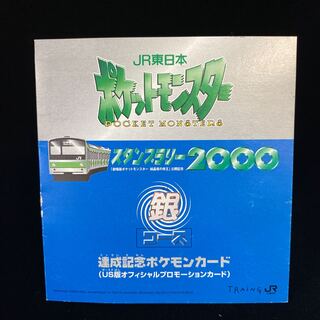 JR東日本
ポケットモンスター
POCKET MONSTERS
スタンプラリー2000
「劇場版ポケットモンスター 結晶塔の帝王」公開記念
銀
コース
達成記念ポケモンカード
(US版オフィシャルプロモーションカード)
TRAING JR